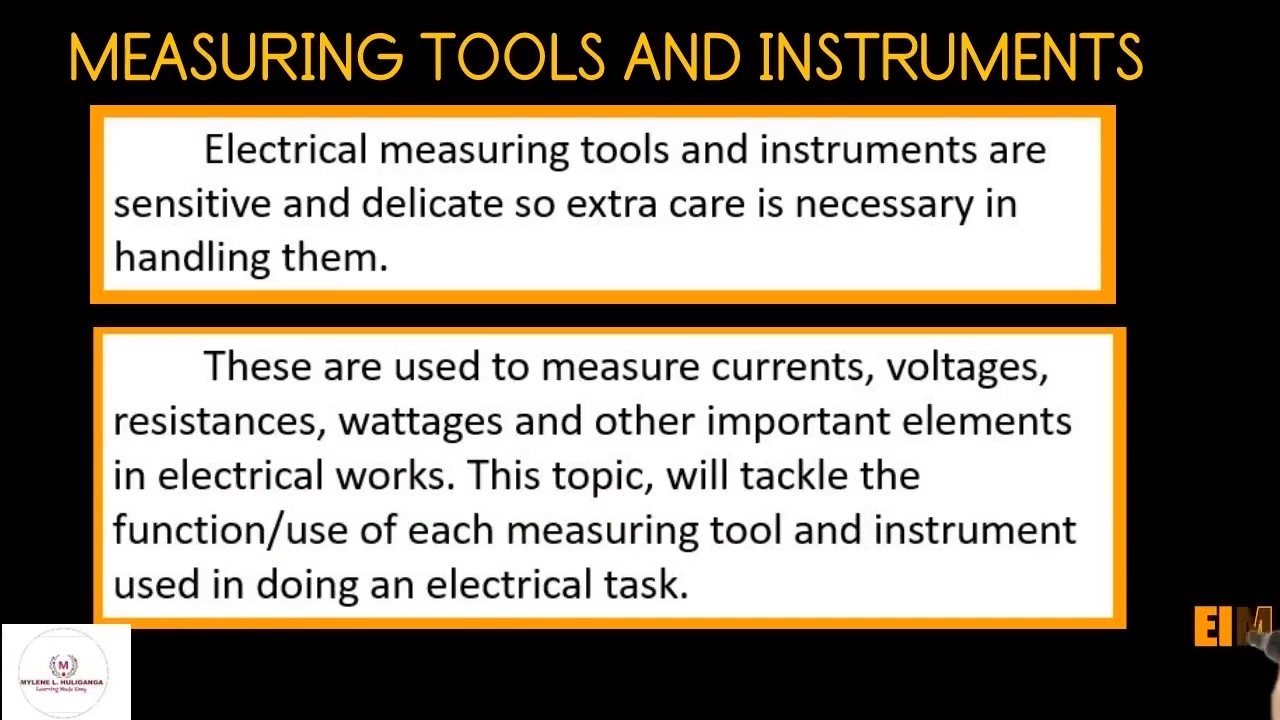 MEASURING TOOLS AND INSTRUMENTS
Electrical measuring tools and instruments are
sensitive and delicate so extra care is necessary in
handling them.
These are used to measure currents, voltages,
resistances, wattages and other important elements
in electrical works. This topic, will tackle the
function/use of each measuring tool and instrument
used in doing an electrical task.
EIM
M
MYLENE L. HULIGANGA
Learning Made Easy